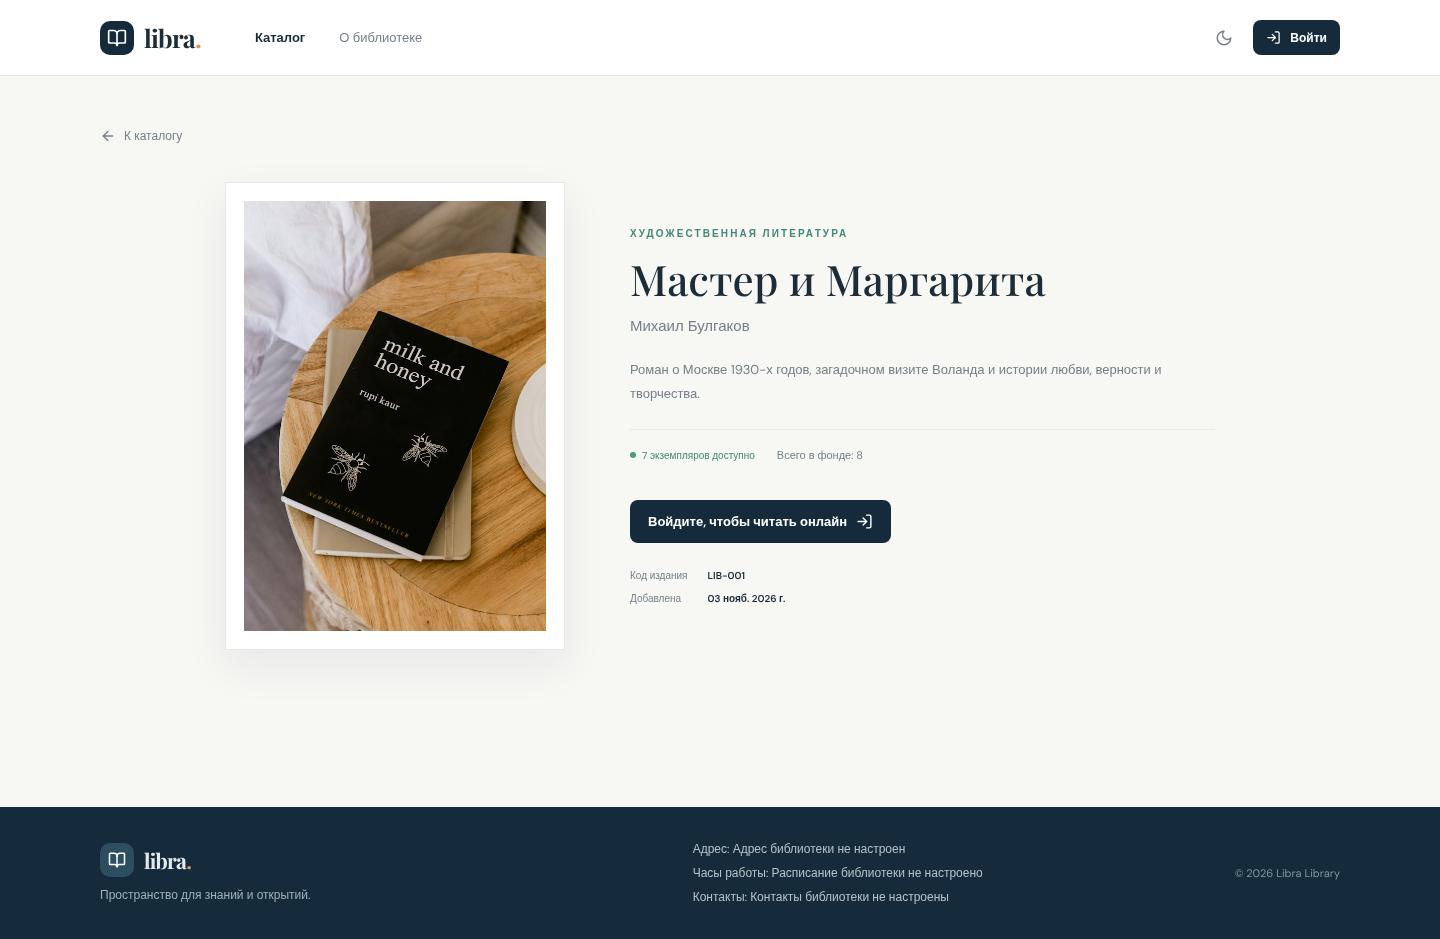 libra.
Каталог
О библиотеке
Войти
К каталогу
milk and
honey
rupi kaur
NEW YORK TIMES BESTSELLER
ХУДОЖЕСТВЕННАЯ ЛИТЕРАТУРА
Мастер и Маргарита
Михаил Булгаков
Роман о Москве 1930-х годов, загадочном визите Воланда и истории любви, верности и
творчества.
7 экземпляров доступно
Всего в фонде: 8
Войдите, чтобы читать онлайн
Код издания LIB-001
Добавлена 03 нояб. 2026 г.
libra.
Пространство для знаний и открытий.
Адрес: Адрес библиотеки не настроен
Часы работы: Расписание библиотеки не настроено
Контакты: Контакты библиотеки не настроены
© 2026 Libra Library